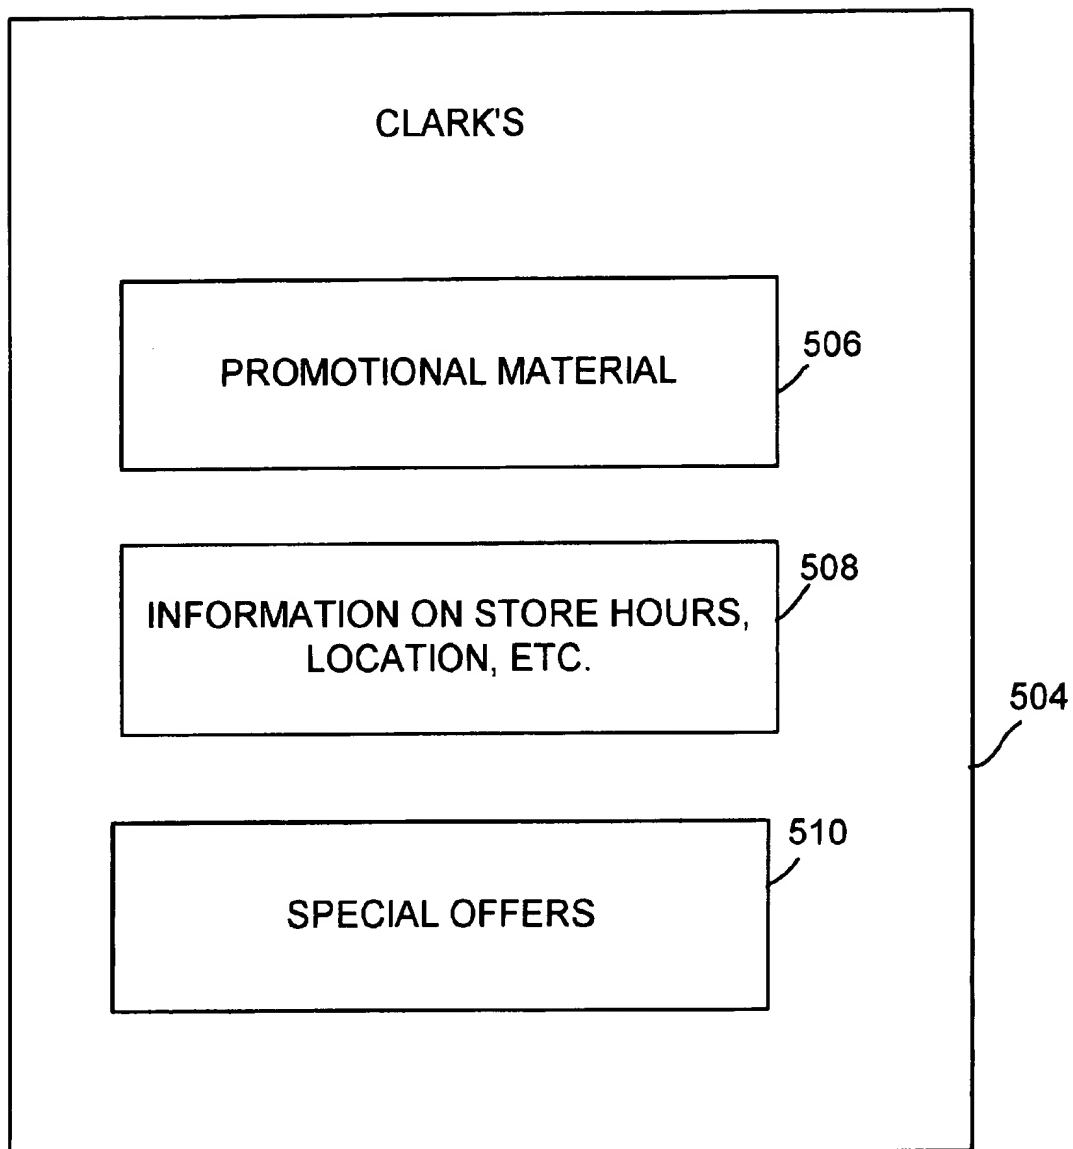 CLARK'S
PROMOTIONAL MATERIAL
506
INFORMATION ON STORE HOURS,
LOCATION, ETC.
508
504
SPECIAL OFFERS
510